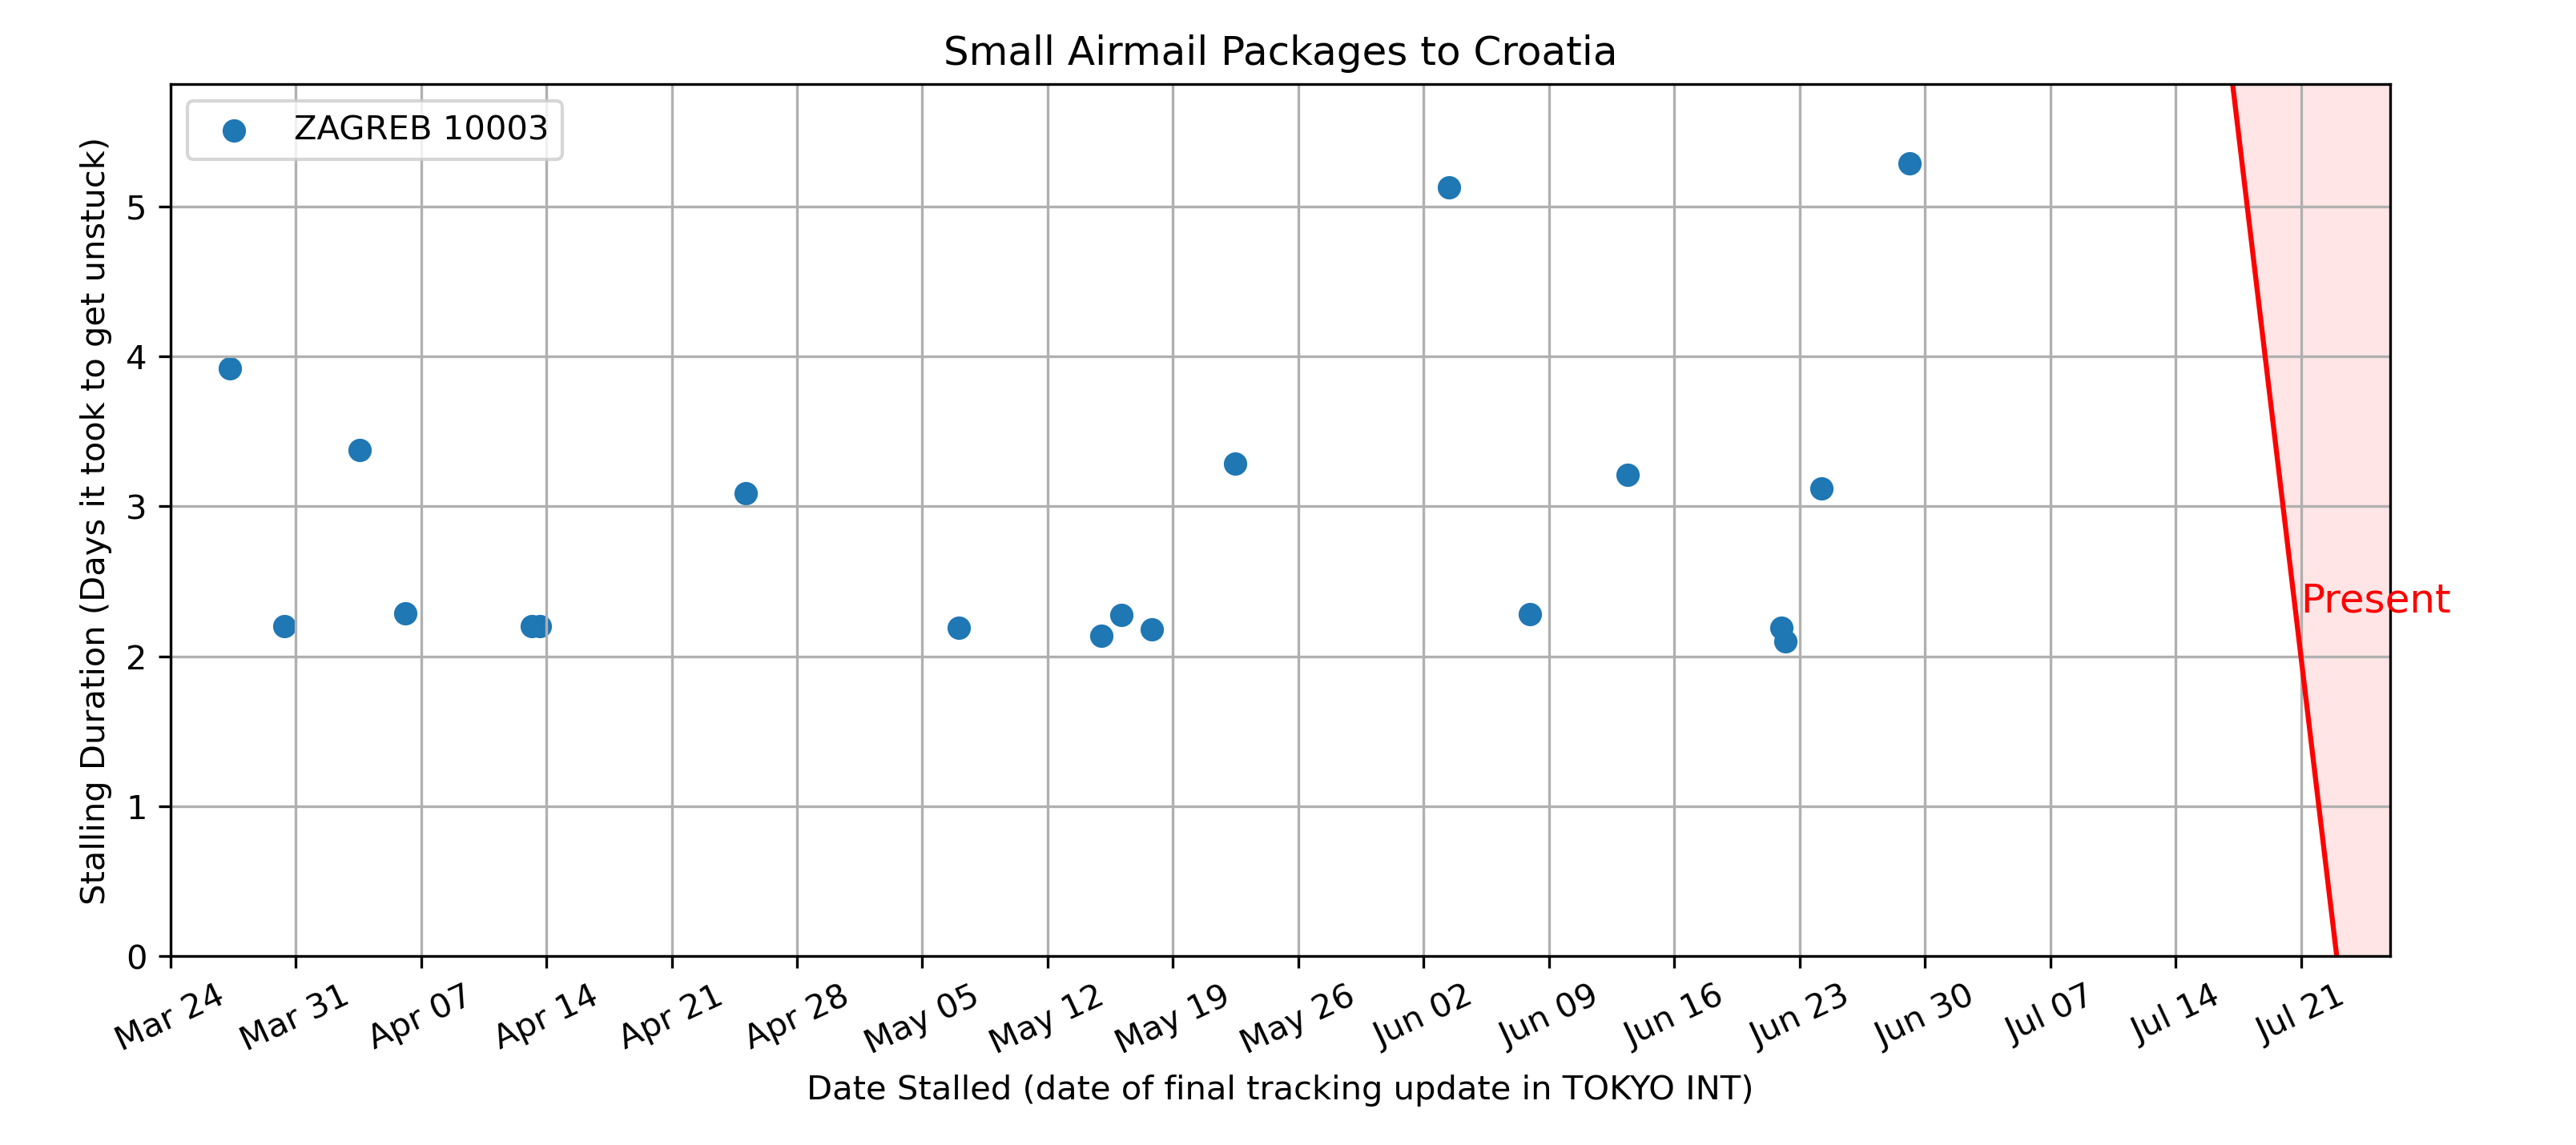 Small Airmail Packages to Croatia
ZAGREB 10003
Stalling Duration (Days it took to get unstuck)
5
4
3
2
1
0
Present
Mar 24
Mar 31
Apr 07
Apr 14
Apr 21
Apr 28
May 05
May 12
May 19
May 26
Jun 02
Jun 09
Jun 16
Jun 23
Jun 30
Jul 07
Jul 14
Jul 21
Date Stalled (date of final tracking update in TOKYO INT)